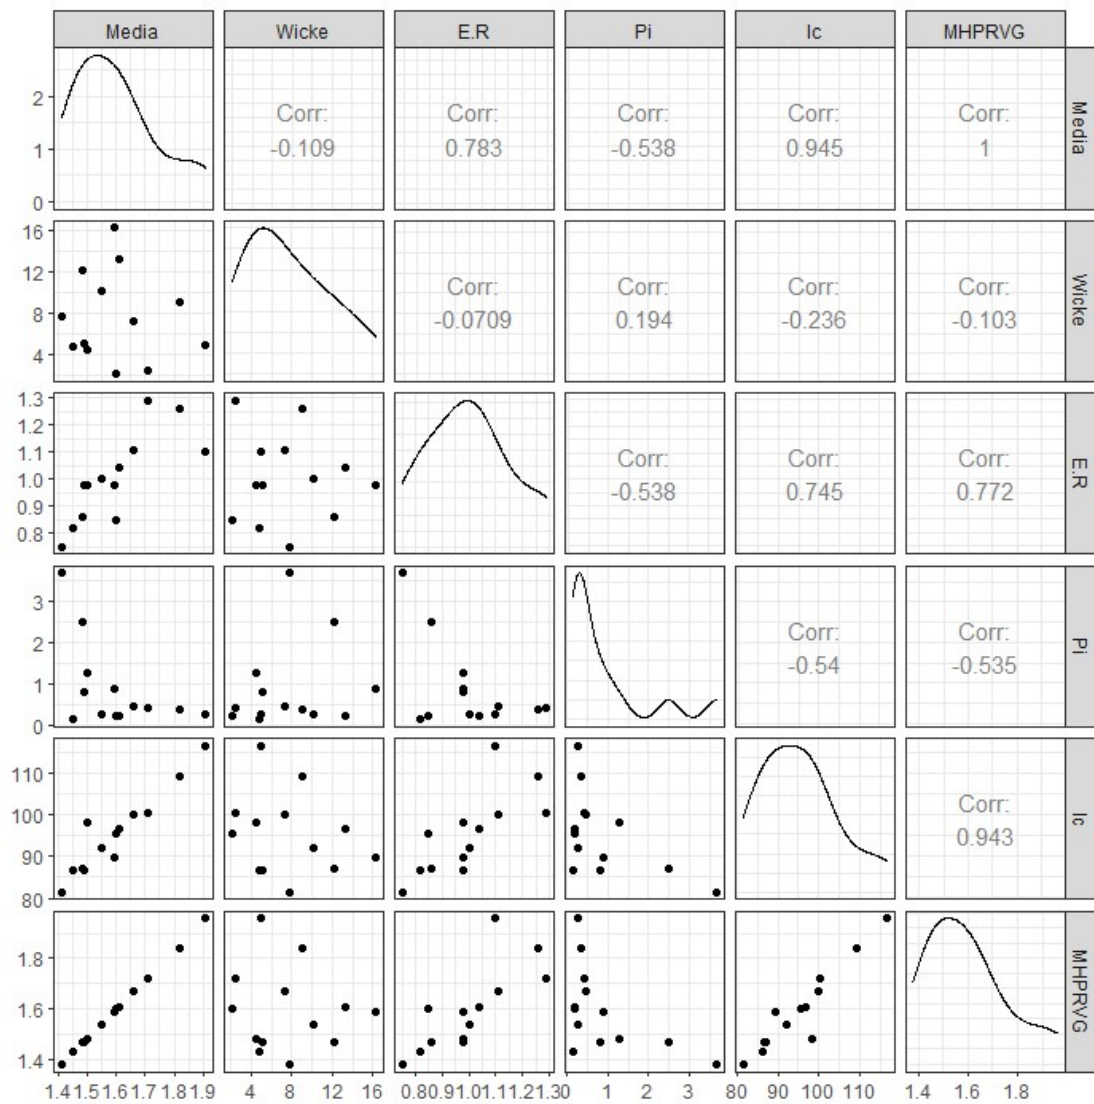 Media Wicke E.R Pi Ic MHPRVG
2
1
0
Corr:
-0.109
Corr:
0.783
Corr:
-0.538
Corr:
0.945
Corr:
1
Media
16
12
8
4
Corr:
-0.0709
Corr:
0.194
Corr:
-0.236
Corr:
-0.103
Wicke
1.3
1.2
1.1
1.0
0.9
0.8
Corr:
-0.538
Corr:
0.745
Corr:
0.772
E.R
3
2
1
0
Corr:
-0.54
Corr:
-0.535
Pi
110
100
90
80
Corr:
0.943
Ic
1.8
1.6
1.4
MHPRVG
1.4 1.5 1.6 1.7 1.8 1.9 4 8 12 16 0.8 0.9 1.0 1.1 1.2 1.3 0 1 2 3 80 90 100 110 1.4 1.6 1.8